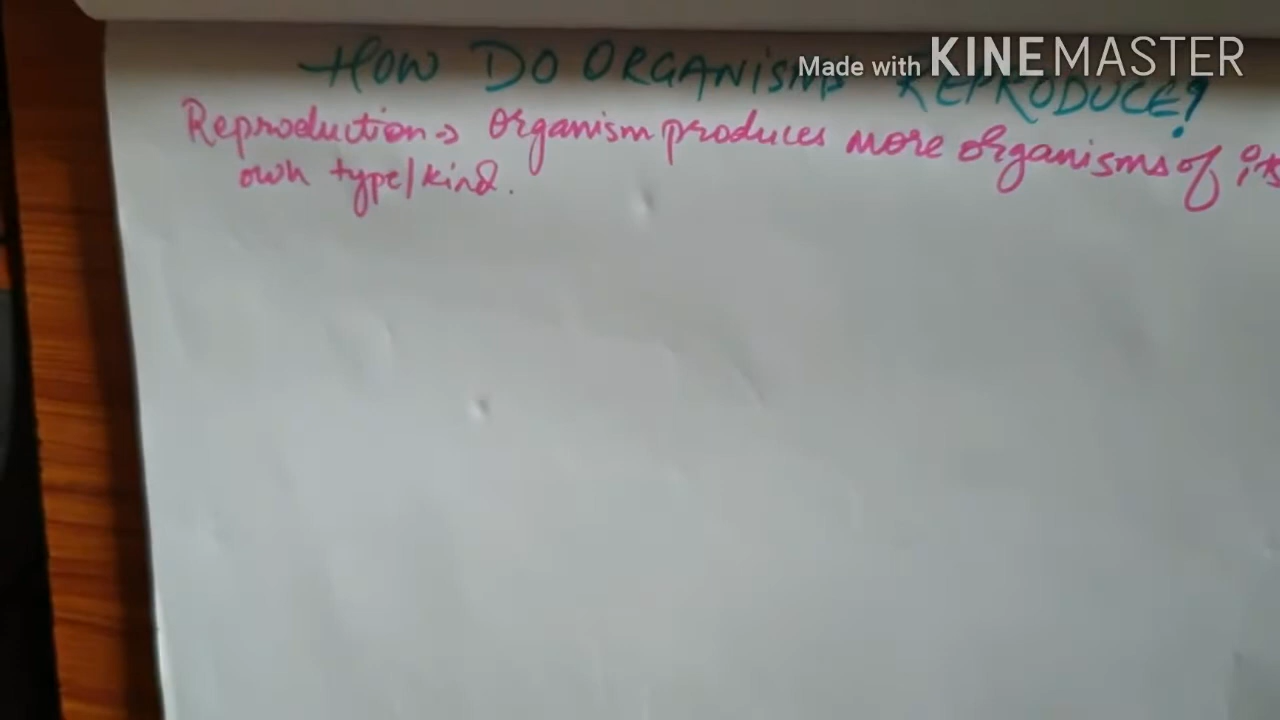 HOW DO ORGANISMS REPRODUCE?
Made with KINEMASTER
Reproduction → Organism produces more organisms of its
own type/kind.